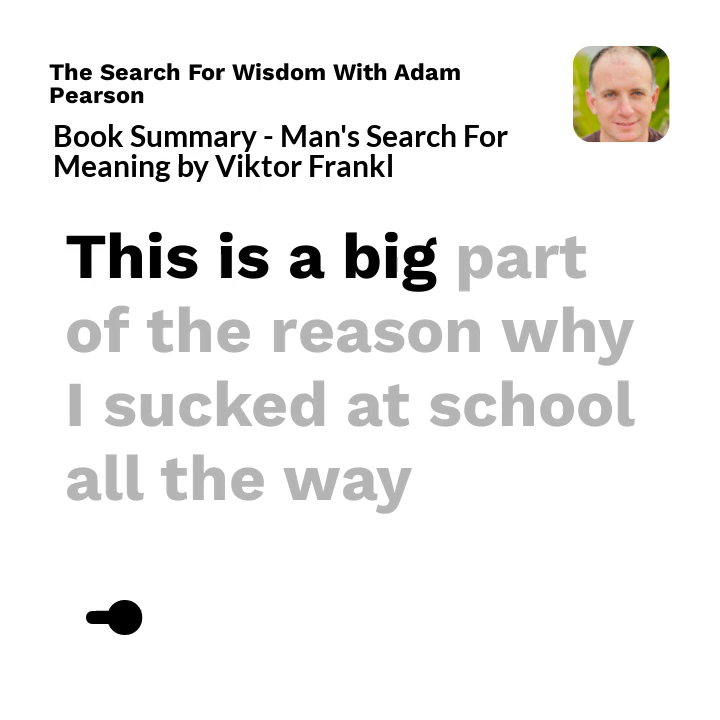 The Search For Wisdom With Adam
Pearson
Book Summary - Man's Search For
Meaning by Viktor Frankl
This is a big part
of the reason why
I sucked at school
all the way